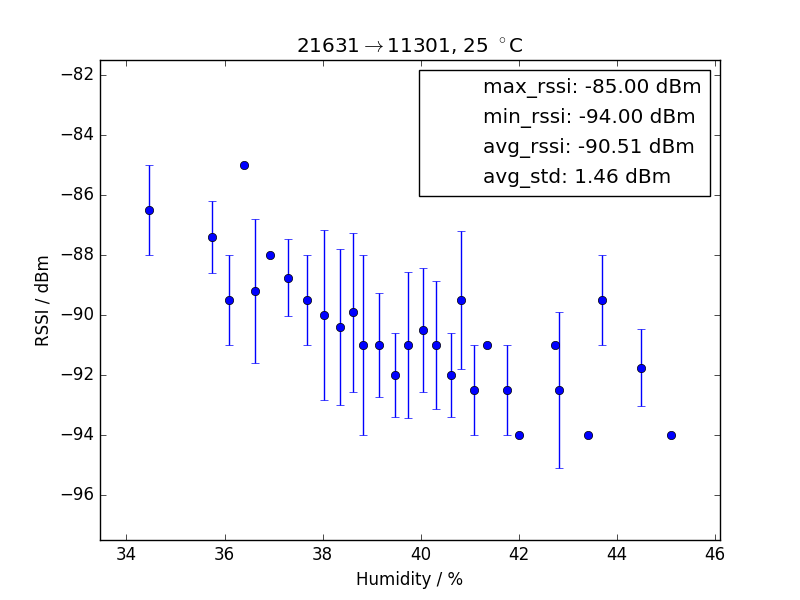 21631→11301, 25 °C
max_rssi: -85.00 dBm
min_rssi: -94.00 dBm
avg_rssi: -90.51 dBm
avg_std: 1.46 dBm
RSSI / dBm
−82
−84
−86
−88
−90
−92
−94
−96
34 36 38 40 42 44 46
Humidity / %